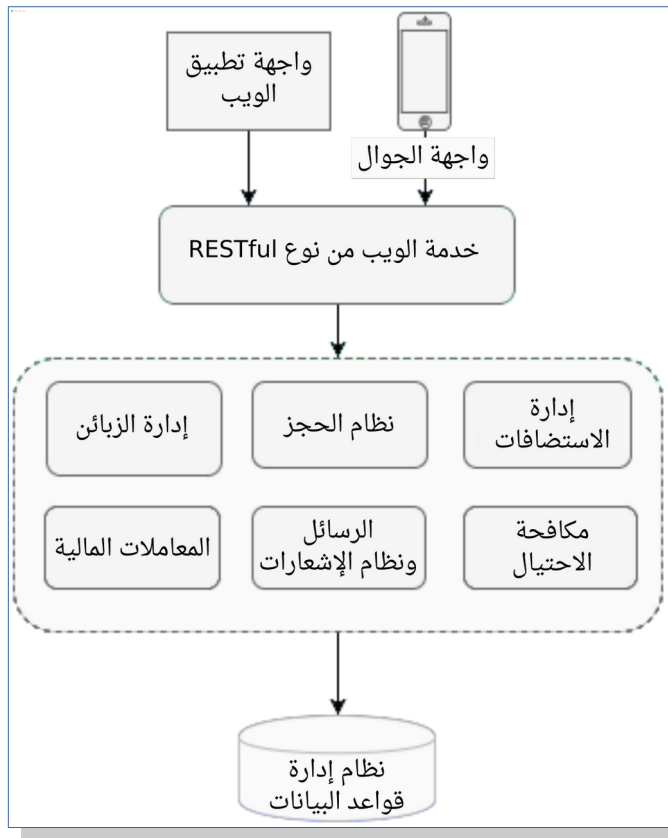 واجهة تطبيق
الويب
واجهة الجوال
خدمة الويب من نوع RESTful
إدارة
الاستضافات
نظام الحجز
إدارة الزبائن
مكافحة
الاحتيال
الرسائل
ونظام الإشعارات
المعاملات المالية
نظام إدارة
قواعد البيانات